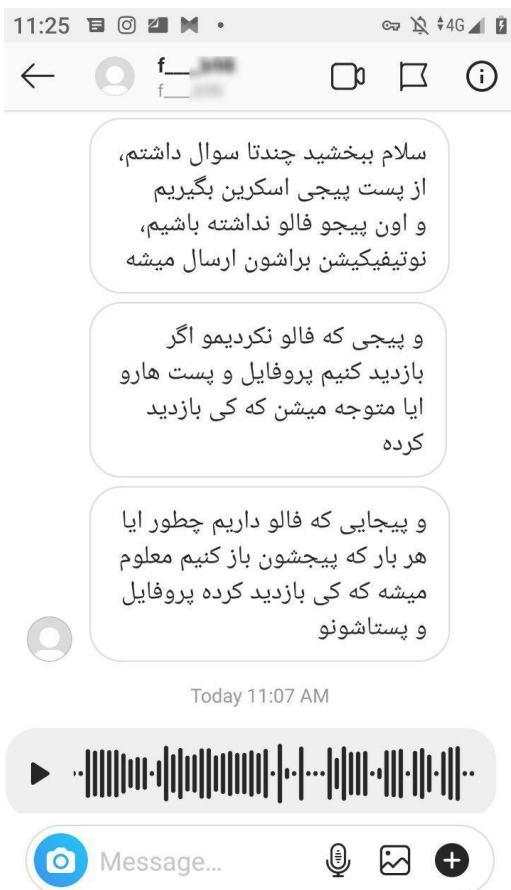 11:25
4G
f__
f__
سلام ببخشید چندتا سوال داشتم،
از پست پیجی اسکرین بگیریم
و اون پیجو فالو نداشته باشیم،
نوتیفیکیشن براشون ارسال میشه
و پیجی که فالو نکردیمو اگر
بازدید کنیم پروفایل و پست هارو
ایا متوجه میشن که کی بازدید
کرده
و پیجایی که فالو داریم چطور ایا
هر بار که پیجشون باز کنیم معلوم
میشه که کی بازدید کرده پروفایل
و پستاشونو
Today 11:07 AM
Message...